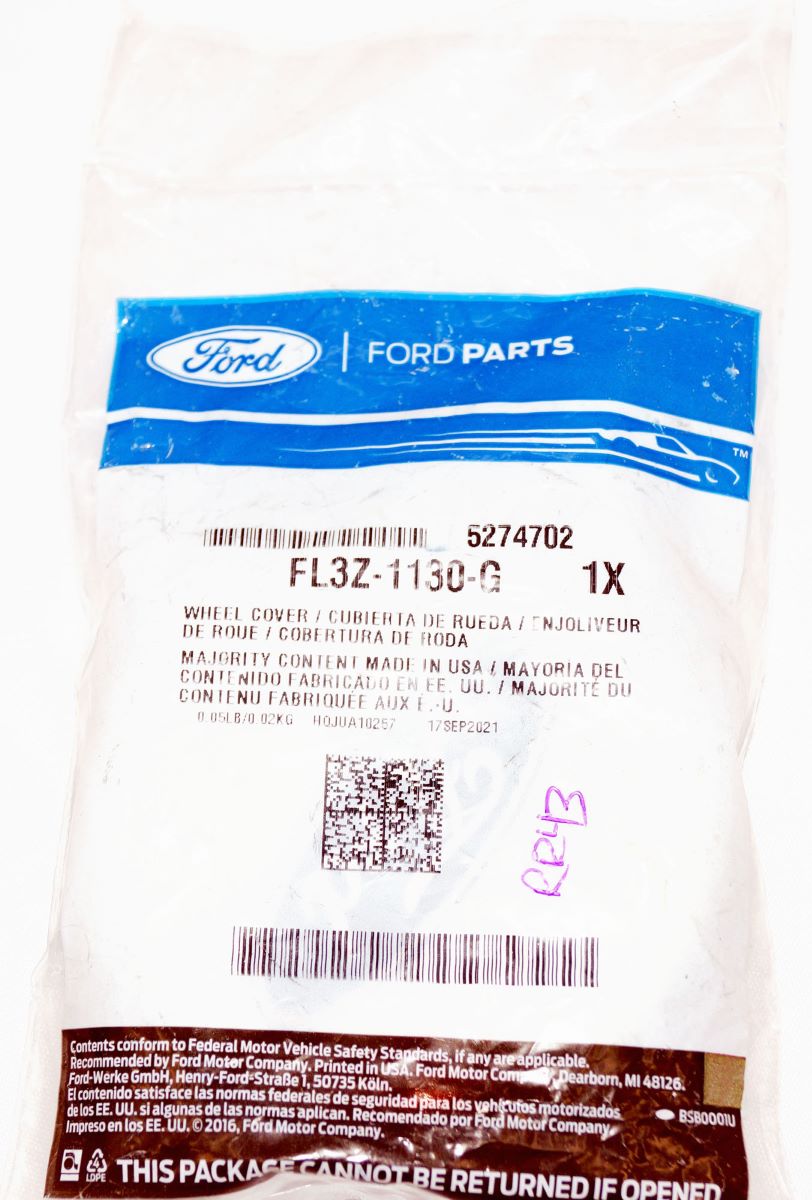 Ford | FORD PARTS
TM
5274702
FL3Z-1130-G 1X
WHEEL COVER / CUBIERTA DE RUEDA / ENJOLIVEUR
DE ROUE / COBERTURA DE RODA
MAJORITY CONTENT MADE IN USA / MAYORÍA DEL
CONTENIDO FABRICADO EN EE. UU. / MAJORITÉ DU
CONTENU FABRIQUÉE AUX É.-U.
0.05LB/0.02KG HQJUA10257 17SEP2021
RR43
Contents conform to Federal Motor Vehicle Safety Standards, if any are applicable.
Recommended by Ford Motor Company. Printed in USA. Ford Motor Company, Dearborn, MI 48126.
Ford-Werke GmbH, Henry-Ford-Straße 1, 50735 Köln.
El contenido satisface las normas federales de seguridad para los vehículos motorizados
de los EE. UU. si algunas de las normas aplican. Recomendado por Ford Motor Company.
Impreso en los EE. UU. © 2016, Ford Motor Company.
BSB0001U
4
LDPE
THIS PACKAGE CANNOT BE RETURNED IF OPENED